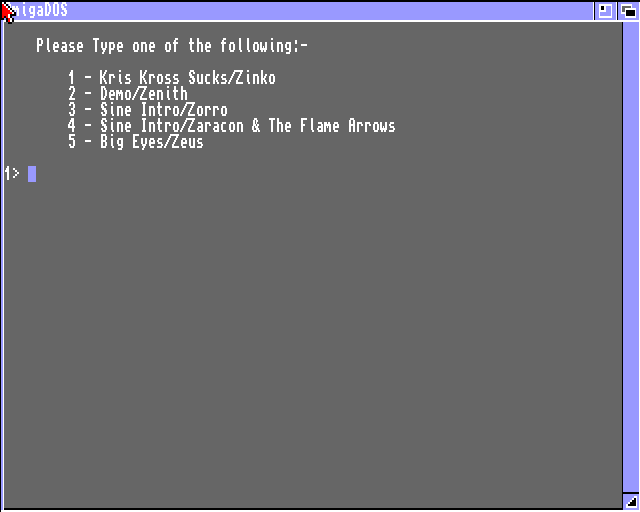 AmigaDOS
Please Type one of the following:-
1 - Kris Kross Sucks/Zinko
2 - Demo/Zenith
3 - Sine Intro/Zorro
4 - Sine Intro/Zaracon & The Flame Arrows
5 - Big Eyes/Zeus
1>